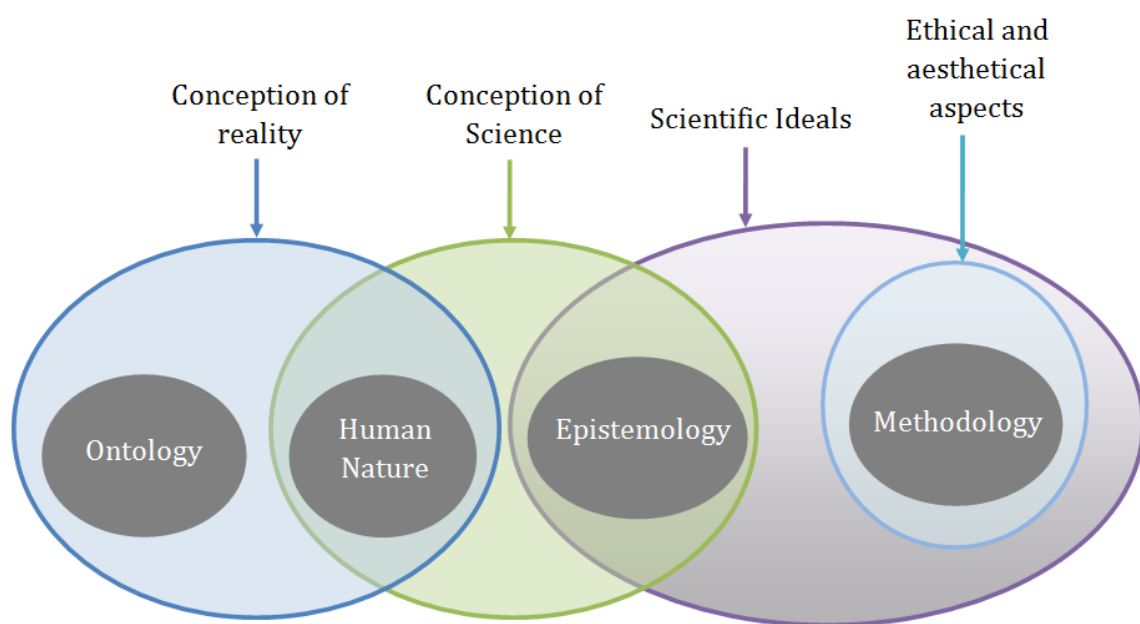 Conception of
reality
Conception of
Science
Scientific Ideals
Ethical and
aesthetical
aspects
Ontology
Human
Nature
Epistemology
Methodology